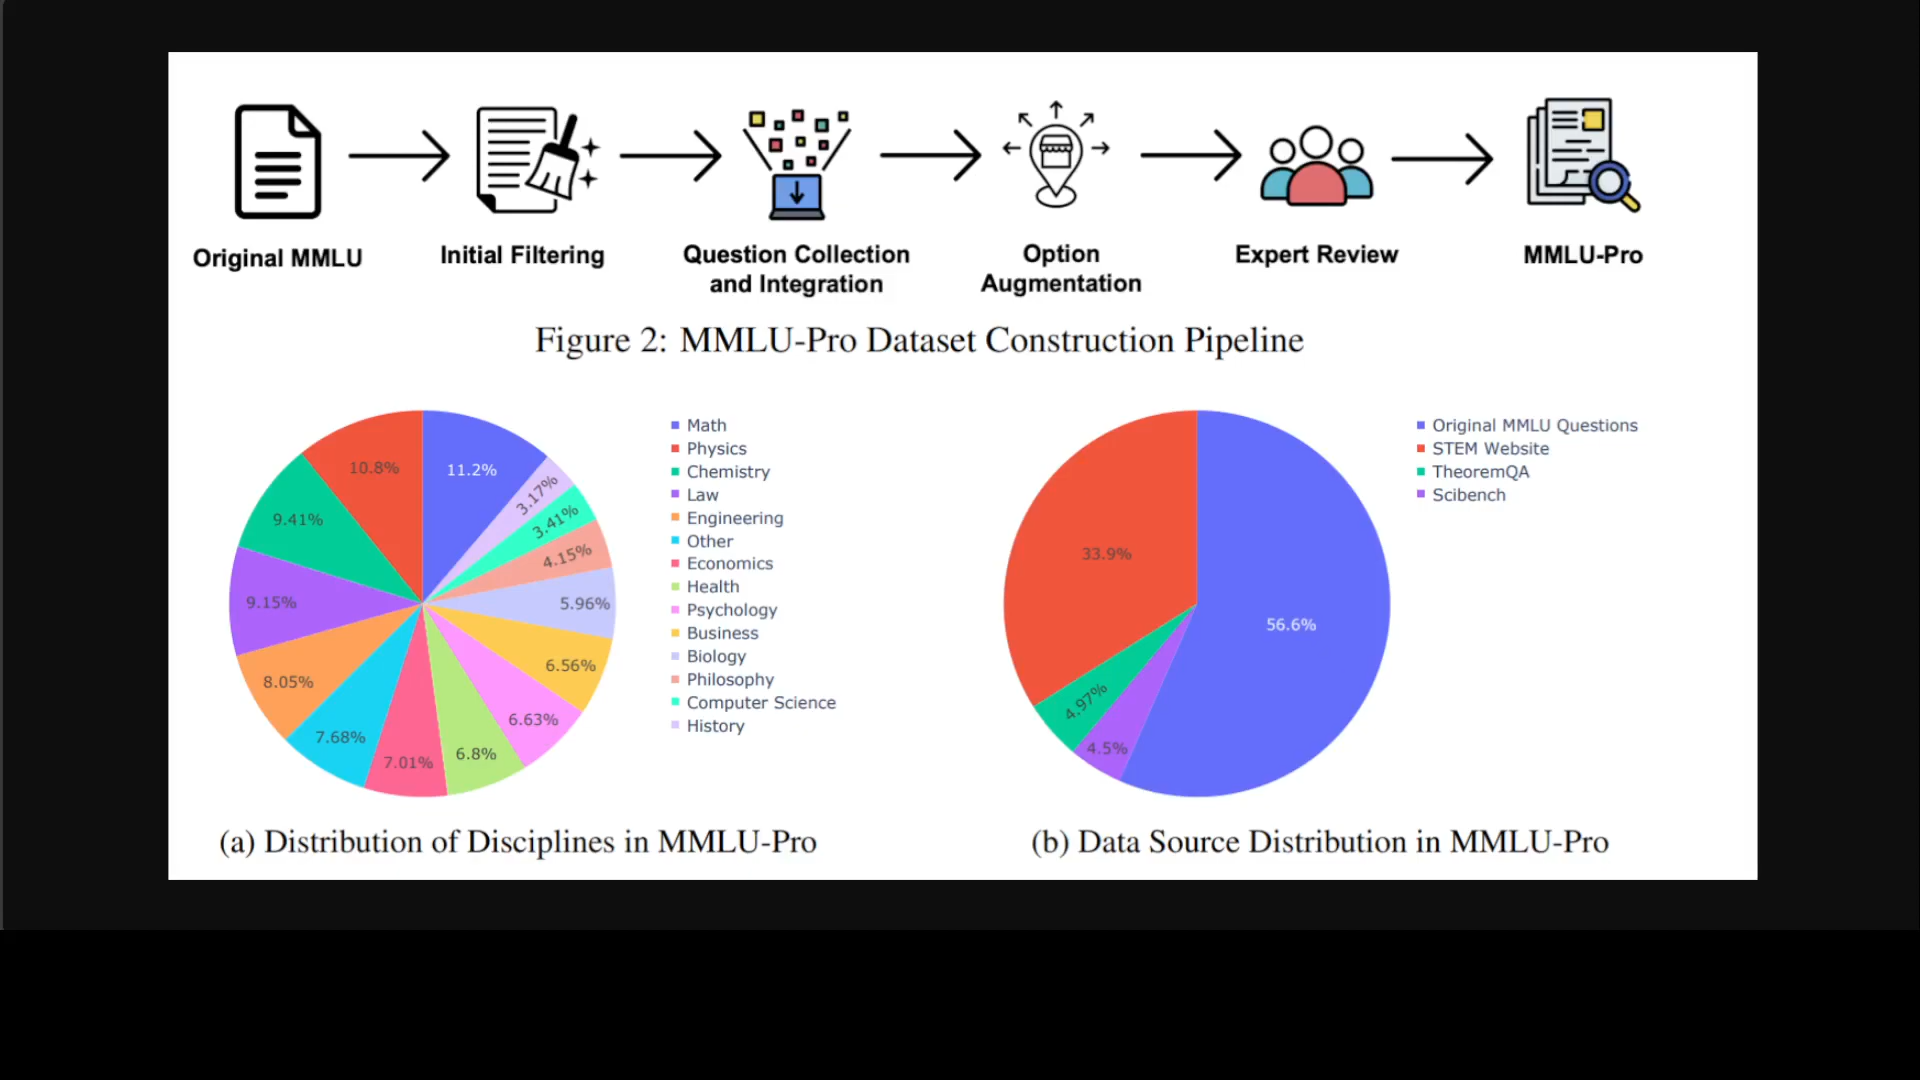 Original MMLU
Initial Filtering
Question Collection
and Integration
Option
Augmentation
Expert Review
MMLU-Pro
Figure 2: MMLU-Pro Dataset Construction Pipeline
10.8%
11.2%
3.17%
3.41%
4.15%
5.96%
6.56%
6.63%
6.8%
7.01%
7.68%
8.05%
9.15%
9.41%
Math
Physics
Chemistry
Law
Engineering
Other
Economics
Health
Psychology
Business
Biology
Philosophy
Computer Science
History
(a) Distribution of Disciplines in MMLU-Pro
33.9%
56.6%
4.97%
4.5%
Original MMLU Questions
STEM Website
TheoremQA
Scibench
(b) Data Source Distribution in MMLU-Pro